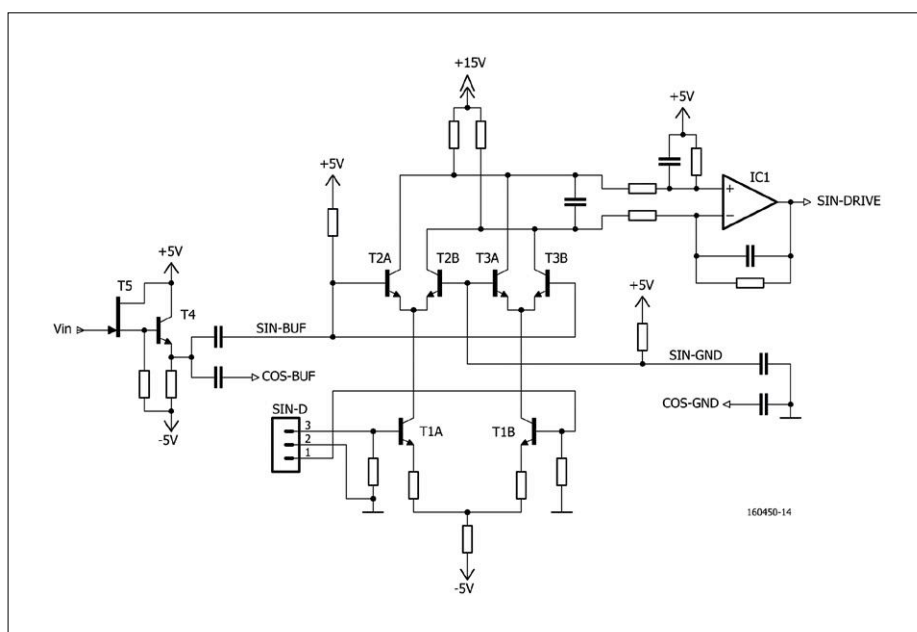 +15V
+5V
IC1
+
−
SIN-DRIVE
+5V
T2A
T2B
T3A
T3B
+5V
T5
T4
+5V
Vin
SIN-BUF
SIN-GND
COS-BUF
COS-GND
-5V
SIN-D
3
2
1
T1A
T1B
160450-14
-5V